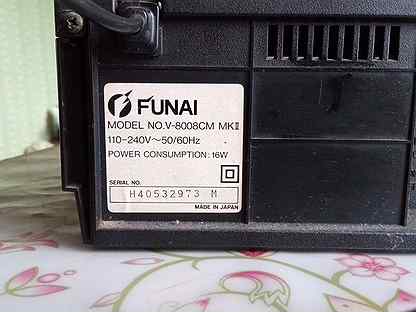 FUNAI
MODEL NO.V-8008CM MKII
110-240V~50/60Hz
POWER CONSUMPTION: 16W
SERIAL NO.
H40532973 M
MADE IN JAPAN